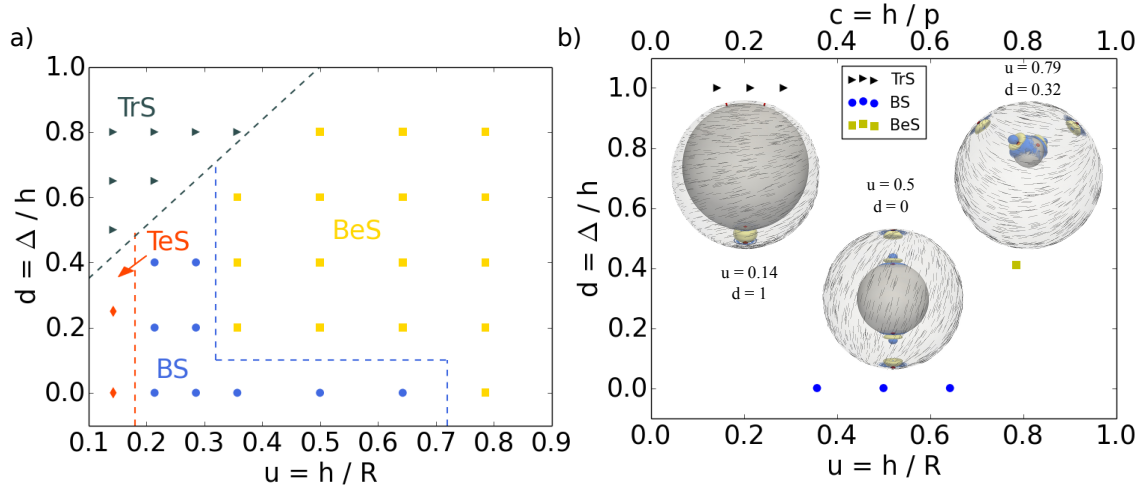 a)
d = Δ / h
1.0
0.8
0.6
0.4
0.2
0.0
TrS
TeS
BeS
BS
0.1 0.2 0.3 0.4 0.5 0.6 0.7 0.8 0.9
u = h / R
b)
c = h / p
0.0 0.2 0.4 0.6 0.8 1.0
d = Δ / h
1.0
0.8
0.6
0.4
0.2
0.0
TrS
BS
BeS
u = 0.79
d = 0.32
u = 0.5
d = 0
u = 0.14
d = 1
0.0 0.2 0.4 0.6 0.8 1.0
u = h / R